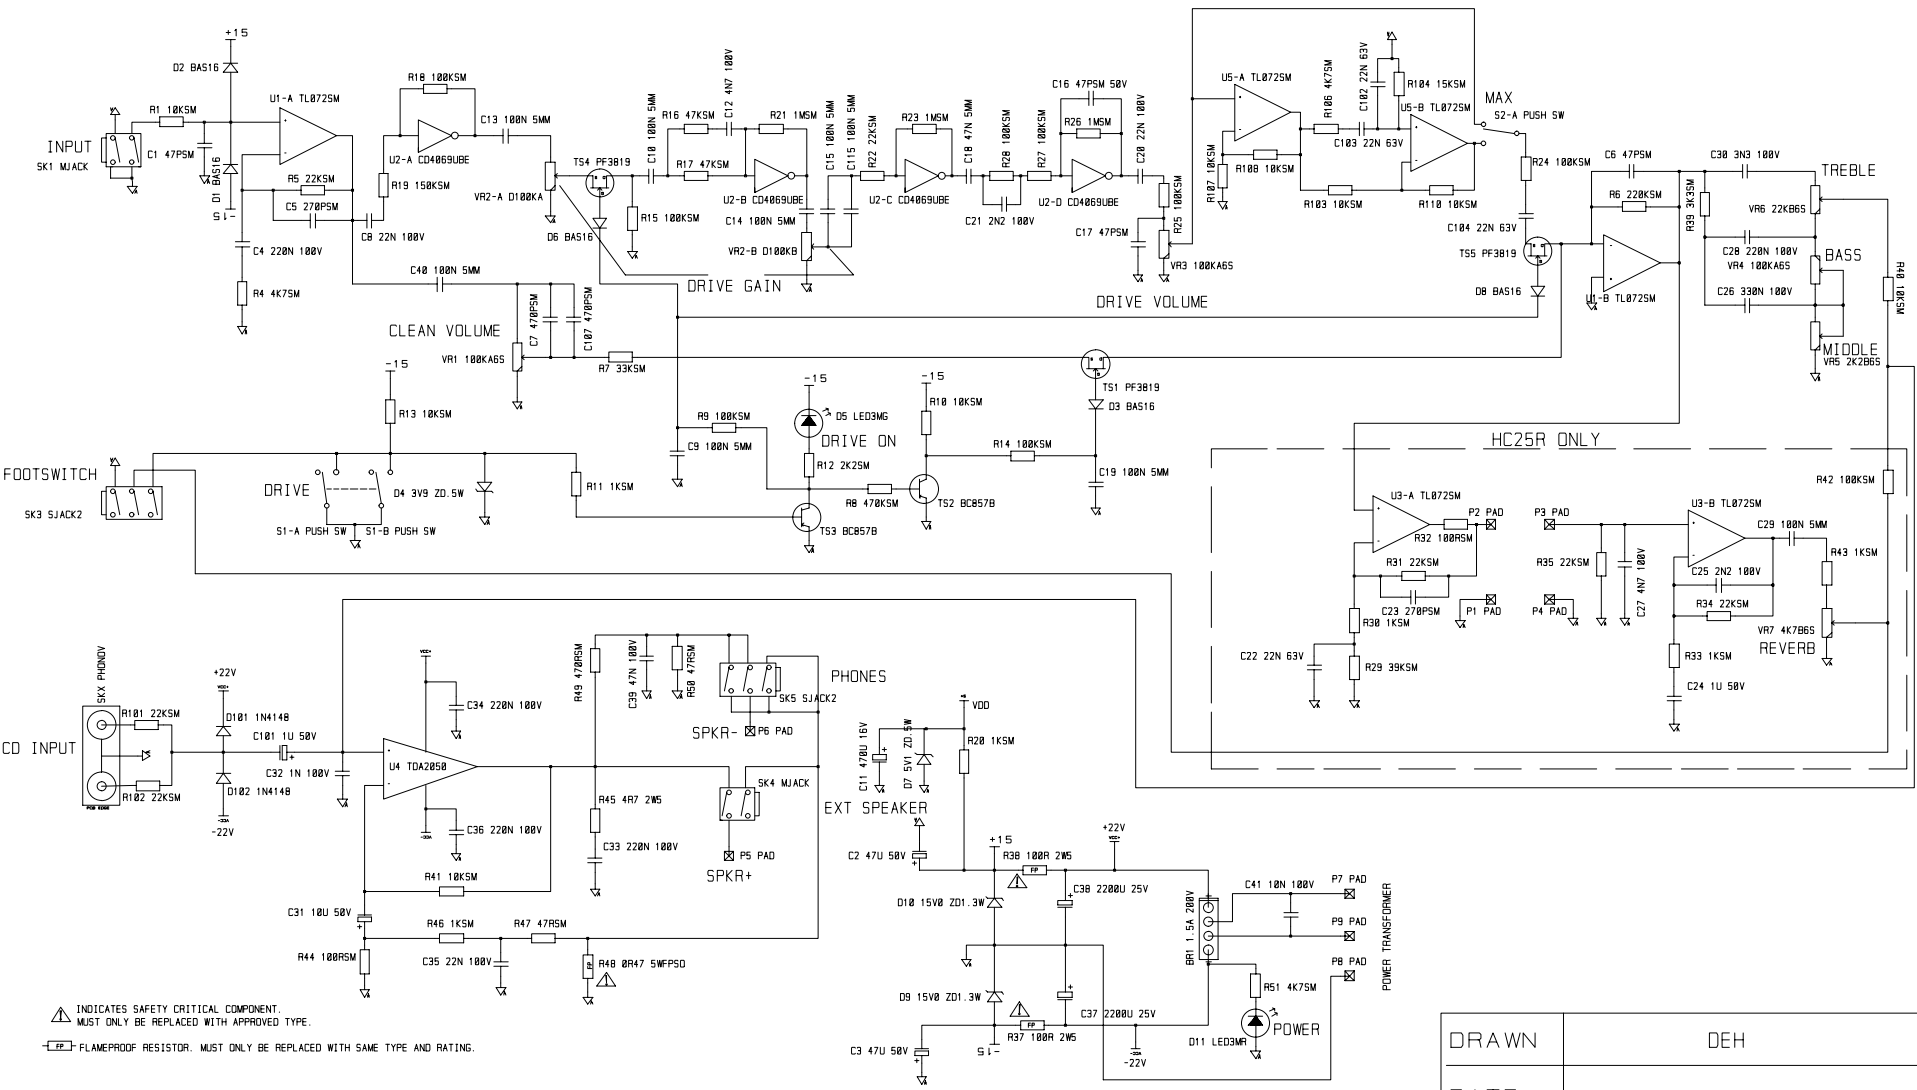 +15
D2 BAS16
R1 10KSM
U1-A TL072SM
INPUT
SK1 MJACK
C1 47PSM
D1 BAS16
-15
R5 22KSM
C5 270PSM
C4 220N 100V
R4 4K7SM
C8 22N 100V
R18 100KSM
U2-A CD4069UBE
R19 150KSM
C13 100N 5MM
VR2-A D100KA
TS4 PF3819
D6 BAS16
C10 100N 5MM
R16 47KSM
C12 4N7 100V
R17 47KSM
R15 100KSM
R21 1MSM
U2-B CD4069UBE
C14 100N 5MM
VR2-B D100KB
DRIVE GAIN
C15 100N 5MM
C115 100N 5MM
R22 22KSM
R23 1MSM
U2-C CD4069UBE
C18 47N 5MM
R28 100KSM
C21 2N2 100V
R27 100KSM
C16 47PSM 50V
R26 1MSM
U2-D CD4069UBE
C20 22N 100V
R25 100KSM
C17 47PSM
VR3 100KA6S
DRIVE VOLUME
U5-A TL072SM
R107 10KSM
R108 10KSM
R106 4K7SM
C102 22N 63V
C103 22N 63V
R104 15KSM
U5-B TL072SM
R103 10KSM
R110 10KSM
MAX
S2-A PUSH SW
R24 100KSM
C104 22N 63V
TS5 PF3819
D8 BAS16
C6 47PSM
R6 220KSM
U1-B TL072SM
C30 3N3 100V
R39 3K3SM
TREBLE
VR6 22KB6S
C28 220N 100V
VR4 100KA6S
BASS
C26 330N 100V
MIDDLE
VR5 2K2B6S
R40 10KSM
C40 100N 5MM
CLEAN VOLUME
VR1 100KA6S
C7 470PSM
C107 470PSM
R7 33KSM
TS1 PF3819
D3 BAS16
-15
R13 10KSM
FOOTSWITCH
SK3 SJACK2
DRIVE
S1-A PUSH SW
S1-B PUSH SW
D4 3V9 ZD.5W
R11 1KSM
R9 100KSM
C9 100N 5MM
-15
D5 LED3MG
DRIVE ON
R12 2K2SM
TS3 BC857B
R8 470KSM
-15
R10 10KSM
TS2 BC857B
R14 100KSM
C19 100N 5MM
HC25R ONLY
U3-A TL072SM
P2 PAD
R32 100RSM
R31 22KSM
C23 270PSM
P1 PAD
R30 1KSM
C22 22N 63V
R29 39KSM
P3 PAD
R35 22KSM
P4 PAD
C27 4N7 100V
U3-B TL072SM
C29 100N 5MM
R43 1KSM
C25 2N2 100V
R34 22KSM
VR7 4K7B6S
REVERB
R33 1KSM
C24 1U 50V
R42 100KSM
SKX PHONOV
CD INPUT
PCB EDGE
R101 22KSM
R102 22KSM
+22V
VCC+
D101 1N4148
C101 1U 50V
D102 1N4148
-22V
C32 1N 100V
VCC+
C34 220N 100V
U4 TDA2050
C36 220N 100V
R41 10KSM
C31 10U 50V
R44 100RSM
R46 1KSM
C35 22N 100V
R47 47RSM
R48 0R47 5WFPSO
R49 470RSM
C39 47N 100V
R50 47RSM
R45 4R7 2W5
C33 220N 100V
PHONES
SK5 SJACK2
SPKR-
P6 PAD
SK4 MJACK
EXT SPEAKER
P5 PAD
SPKR+
C11 470U 16V
D7 5V1 ZD.5W
VDD
R20 1KSM
C2 47U 50V
+15
R38 100R 2W5
FP
+22V
VCC+
D10 15V0 ZD1.3W
C38 2200U 25V
D9 15V0 ZD1.3W
C37 2200U 25V
R37 100R 2W5
FP
C3 47U 50V
-15
-22V
BR1 1.5A 200V
C41 10N 100V
P7 PAD
P9 PAD
P8 PAD
POWER TRANSFORMER
R51 4K7SM
POWER
D11 LED3MR
INDICATES SAFETY CRITICAL COMPONENT.
MUST ONLY BE REPLACED WITH APPROVED TYPE.
FP FLAMEPROOF RESISTOR. MUST ONLY BE REPLACED WITH SAME TYPE AND RATING.
DRAWN DEH